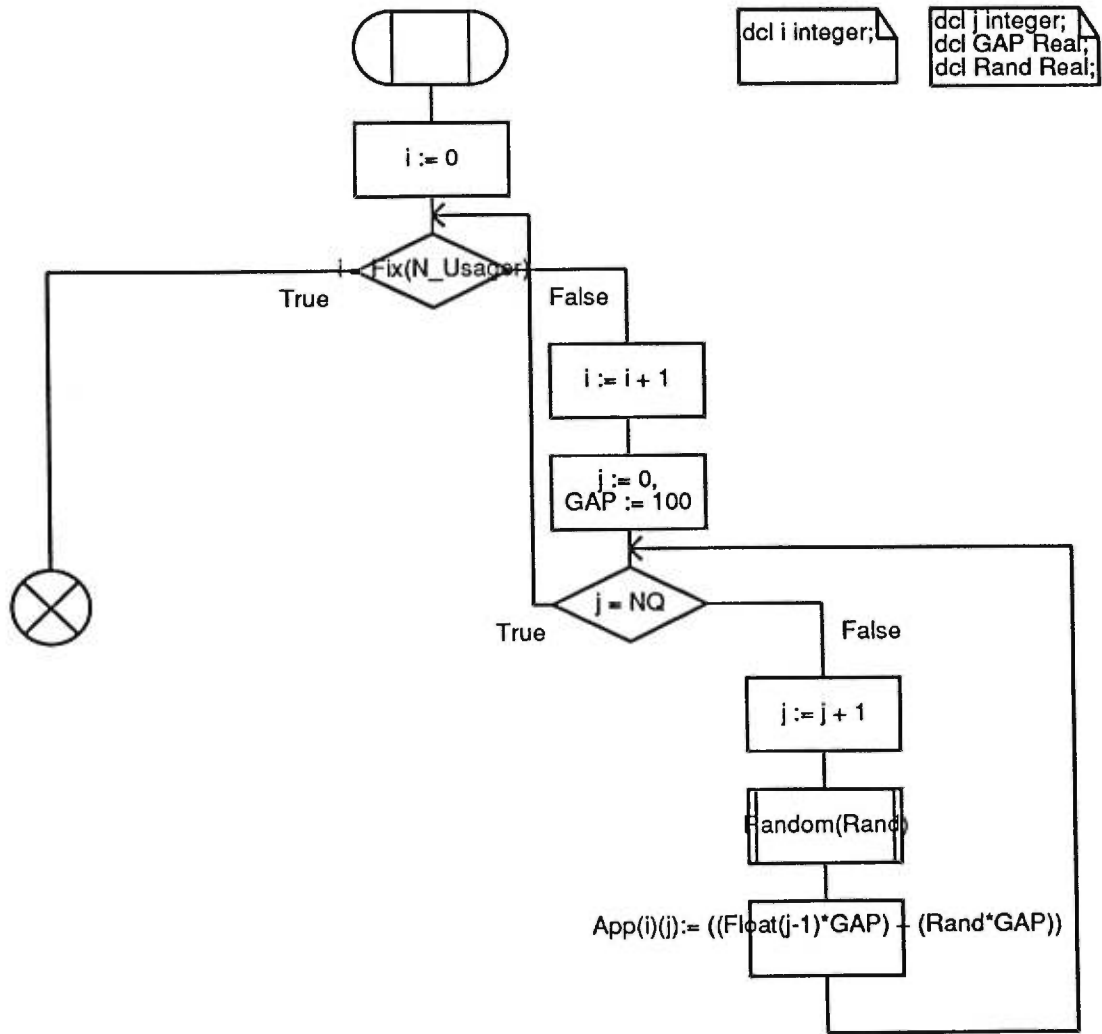 dcl i integer;
dcl j integer;
dcl GAP Real;
dcl Rand Real;
i := 0
i = Fix(N_Usager)
True
False
i := i + 1
j := 0,
GAP := 100
j = NQ
True
False
j := j + 1
Random(Rand)
App(i)(j):= ((Float(j-1)*GAP) + (Rand*GAP))